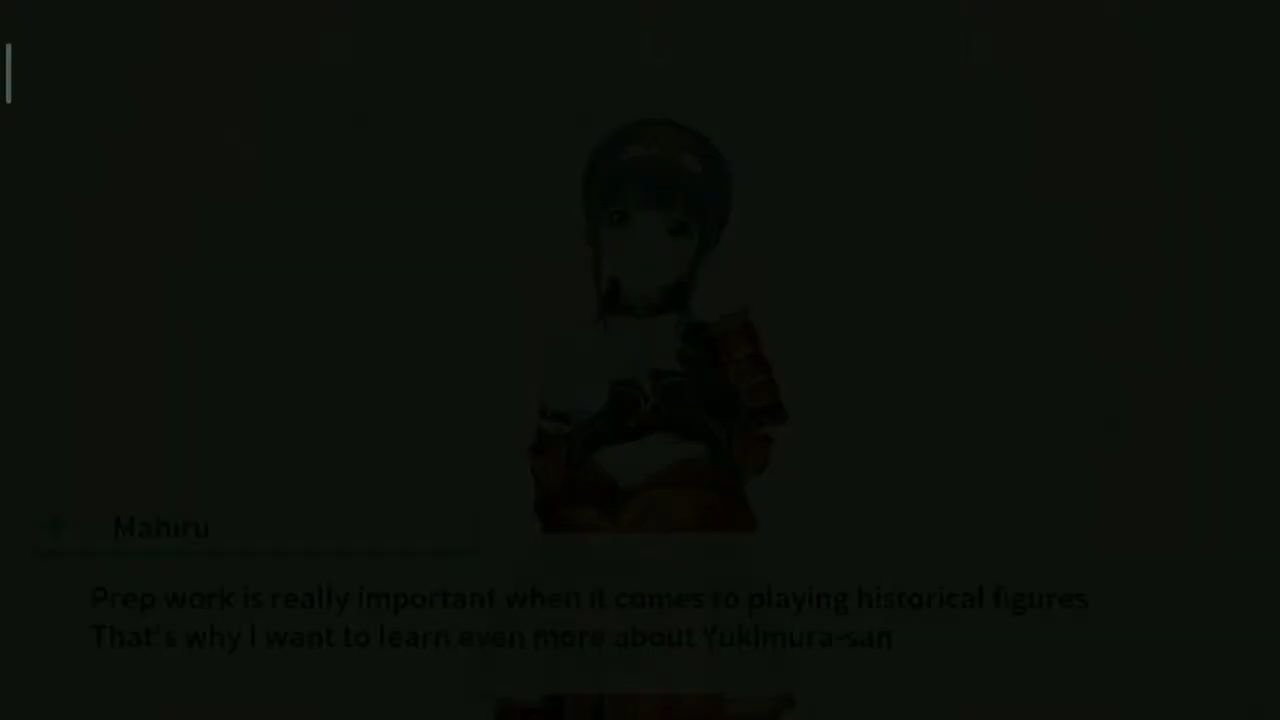 Mahiru
Prep work is really important when it comes to playing historical figures
That's why I want to learn even more about Yukimura-san